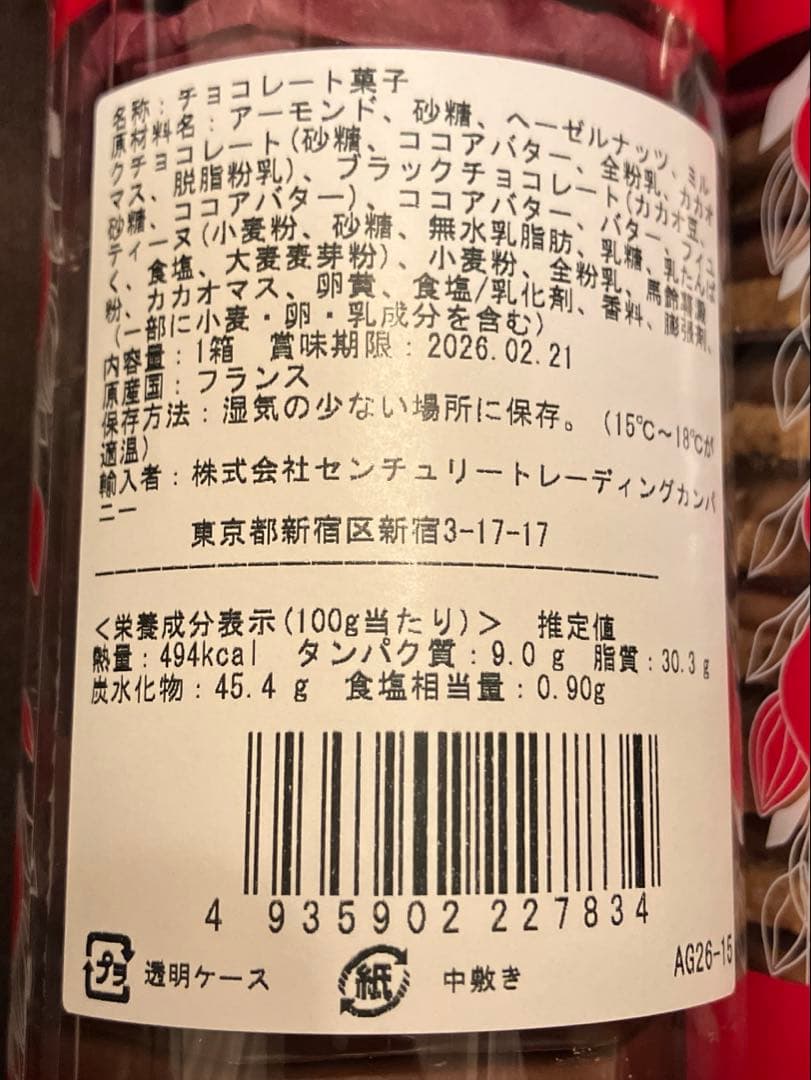 名称：チョコレート菓子
原材料名：アーモンド、砂糖、ヘーゼルナッツ、ミル
クチョコレート(砂糖、ココアバター、全粉乳、カカオ
マス、脱脂粉乳)、ブラックチョコレート(カカオ豆、
砂糖、ココアバター)、ココアバター、バター、フイユ
ティーヌ(小麦粉、砂糖、無水乳脂肪、乳糖、乳たんぱ
く、食塩、大麦麦芽粉)、小麦粉、全粉乳、馬鈴薯澱
粉、カカオマス、卵黄、食塩/乳化剤、香料、膨張剤、
(一部に小麦・卵・乳成分を含む)
内容量：1箱 賞味期限：2026.02.21
原産国：フランス
保存方法：湿気の少ない場所に保存。(15℃～18℃が
適温)
輸入者：株式会社センチュリートレーディングカンパ
ニー
東京都新宿区新宿3-17-17
<栄養成分表示(100g当たり)> 推定値
熱量：494kcal タンパク質：9.0 g 脂質：30.3 g
炭水化物：45.4 g 食塩相当量：0.90g
4 935902 227834
プラ 透明ケース 紙 中敷き AG26-15